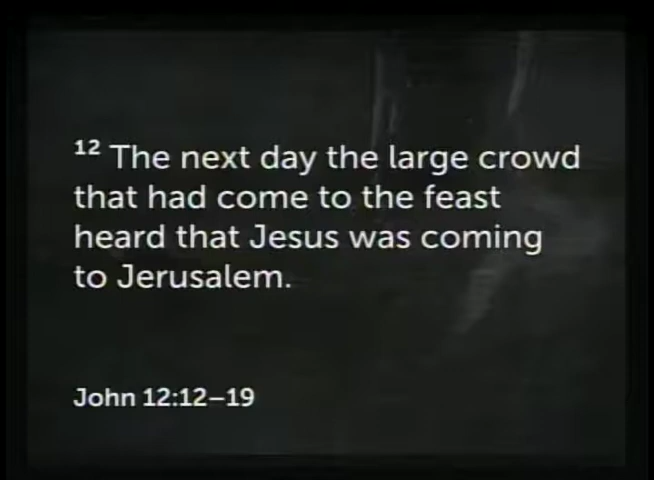 12 The next day the large crowd
that had come to the feast
heard that Jesus was coming
to Jerusalem.
John 12:12–19